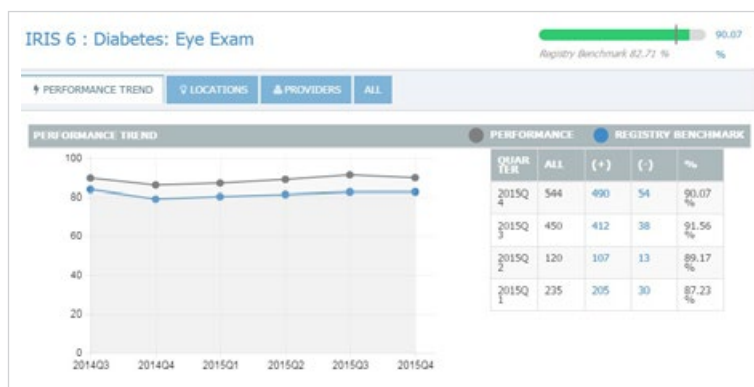 IRIS 6 : Diabetes: Eye Exam
90.07
%
Registry Benchmark 82.71 %
PERFORMANCE TREND
LOCATIONS
PROVIDERS
ALL
PERFORMANCE TREND
PERFORMANCE
REGISTRY BENCHMARK
100
80
60
40
20
0
2014Q3 2014Q4 2015Q1 2015Q2 2015Q3 2015Q4
QUAR
TER
ALL (+) (-) %
2015Q
4
544 490 54 90.07
%
2015Q
3
450 412 38 91.56
%
2015Q
2
120 107 13 89.17
%
2015Q
1
235 205 30 87.23
%